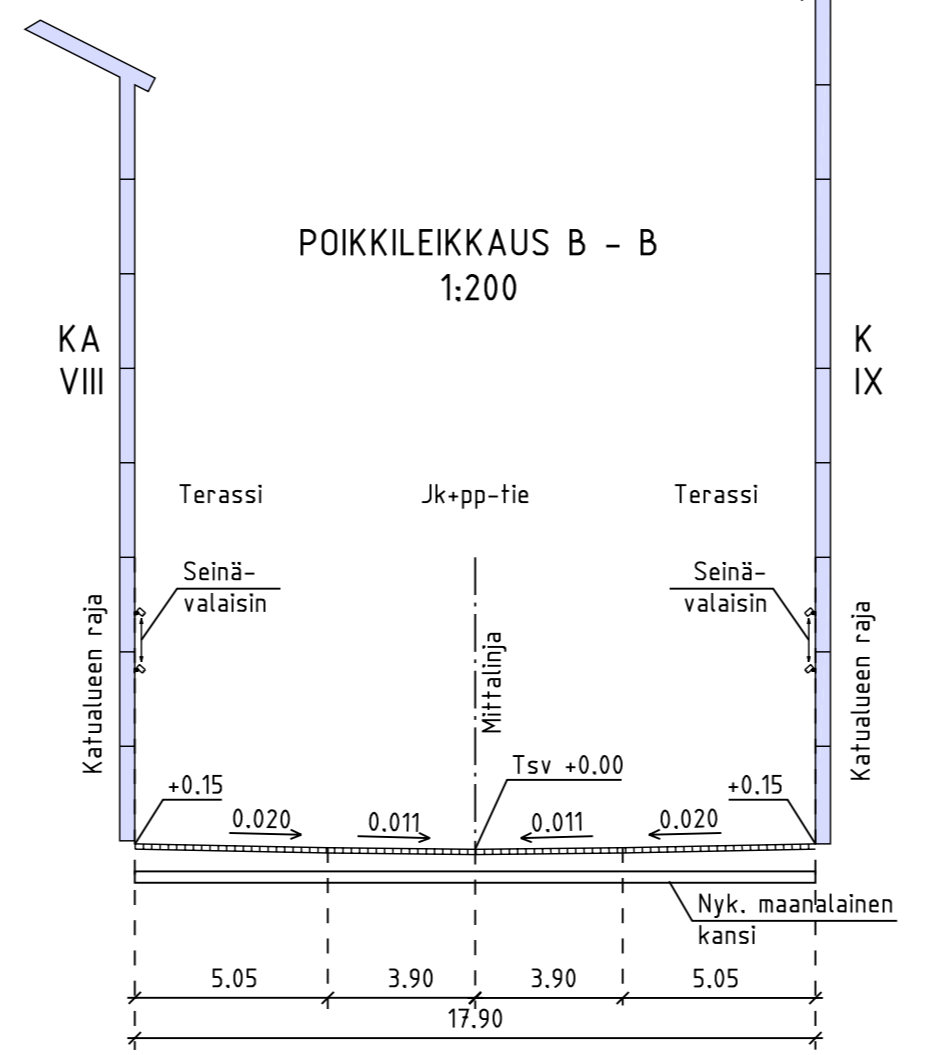 POIKKILEIKKAUS B - B
1:200
KA
VIII
K
IX
Terassi
Jk+pp-tie
Terassi
Seinä-
valaisin
Seinä-
valaisin
Katualueen raja
Mittalinja
Katualueen raja
Tsv +0.00
+0.15
+0.15
0.020
0.011
0.011
0.020
Nyk. maanalainen
kansi
5.05
3.90
3.90
5.05
17.90